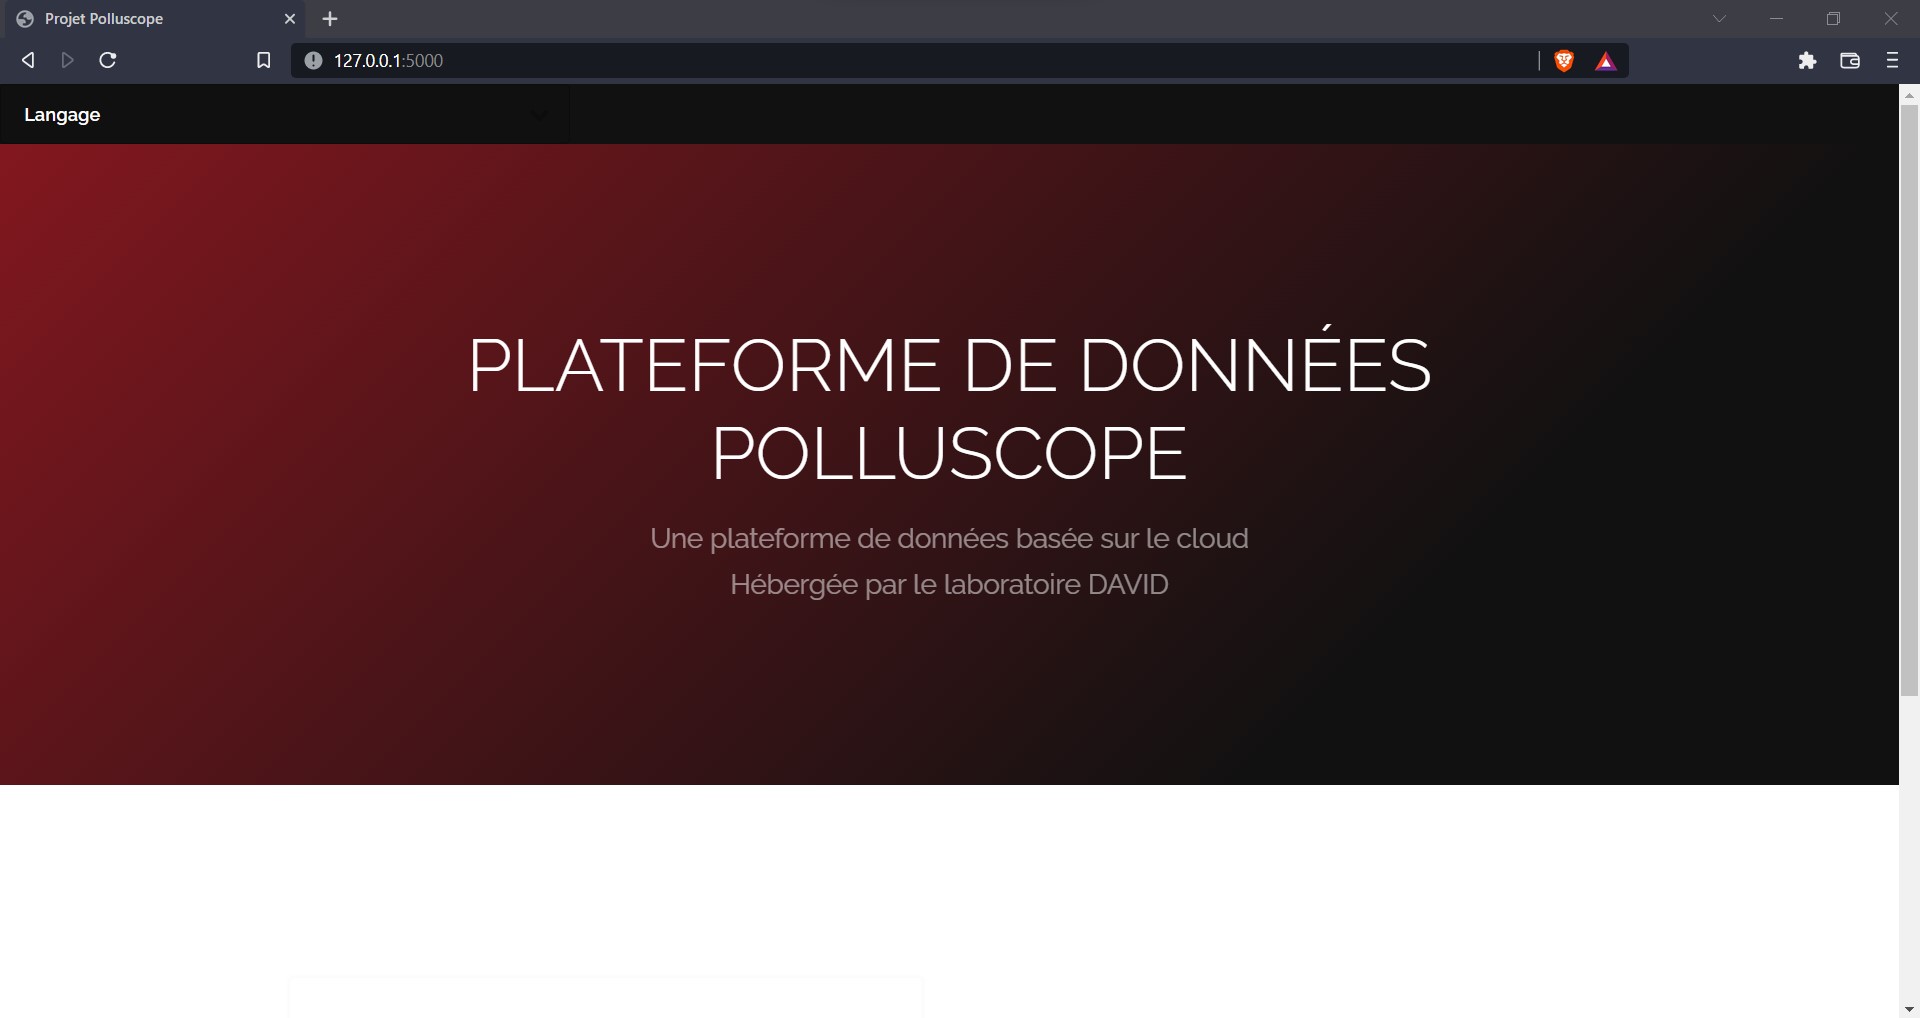 Projet Polluscope
127.0.0.1:5000
Langage
PLATEFORME DE DONNÉES
POLLUSCOPE
Une plateforme de données basée sur le cloud
Hébergée par le laboratoire DAVID